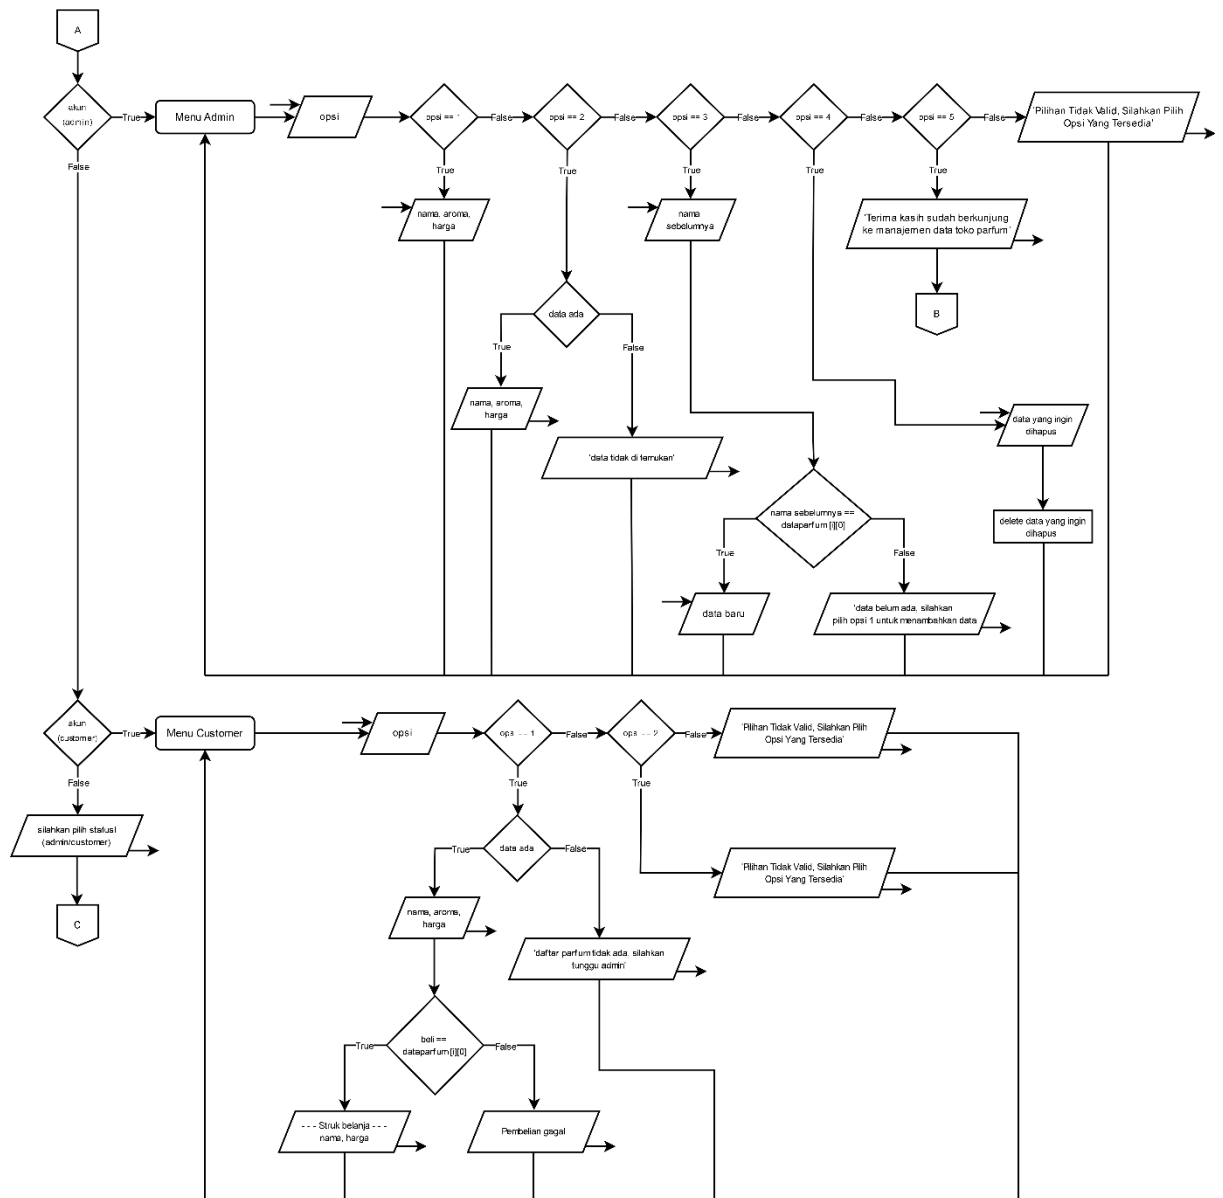 A
akun
(admin)
True
Menu Admin
opsi
opsi == 1
False
opsi == 2
False
opsi == 3
False
opsi == 4
False
opsi == 5
False
'Pilihan Tidak Valid, Silahkan Pilih
Opsi Yang Tersedia'
False
True
True
True
True
True
nama, aroma,
harga
nama
sebelumnya
'Terima kasih sudah berkunjung
ke manajemen data toko parfum'
B
data ada
True
False
nama, aroma,
harga
'data tidak di temukan'
data yang ingin
dihapus
nama sebelumnya ==
dataparfum [i][0]
delete data yang ingin
dihapus
True
False
data baru
'data belum ada, silahkan
pilih opsi 1 untuk menambahkan data
akun
(customer)
True
Menu Customer
opsi
opsi == 1
False
opsi == 2
False
'Pilihan Tidak Valid, Silahkan Pilih
Opsi Yang Tersedia'
False
True
True
silahkan pilih status!
(admin/customer)
C
True
data ada
False
'Pilihan Tidak Valid, Silahkan Pilih
Opsi Yang Tersedia'
nama, aroma,
harga
'daftar parfum tidak ada, silahkan
tunggu admin'
True
beli ==
dataparfum [i][0]
False
- - - Struk belanja - - -
nama, harga
Pembelian gagal